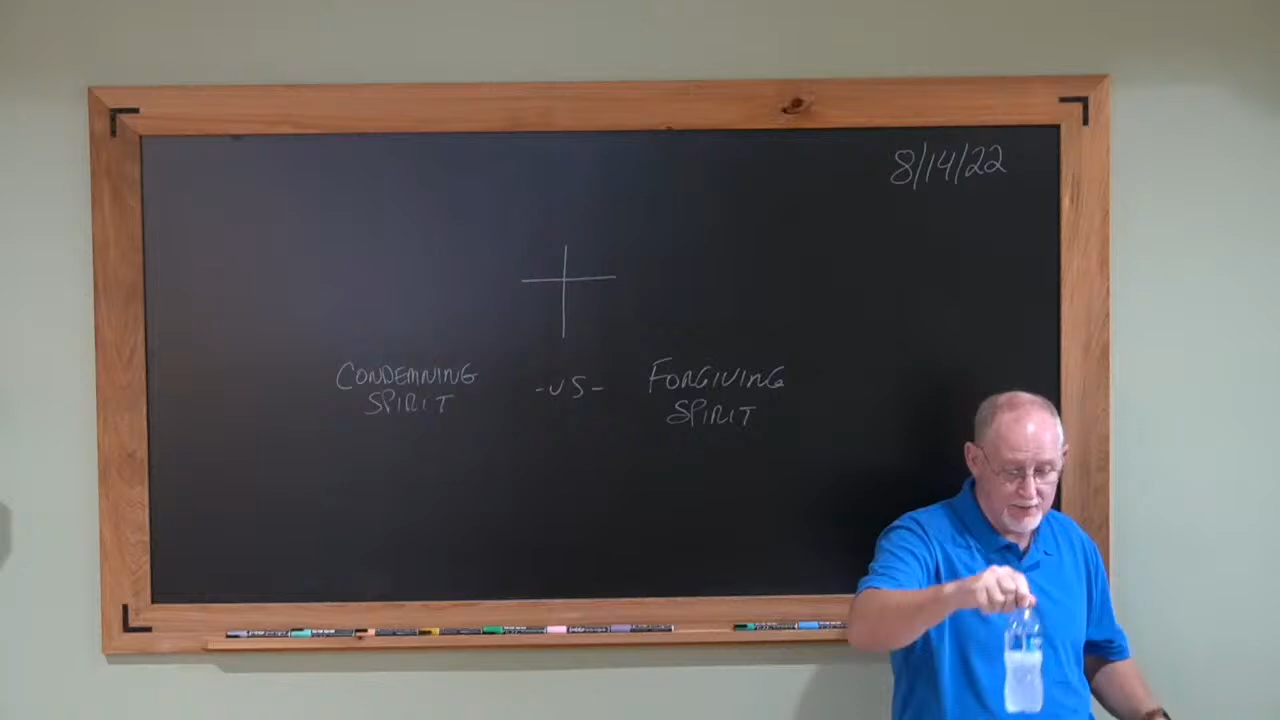 8/14/22
CONDEMNING
SPIRIT
-VS-
FORGIVING
SPIRIT